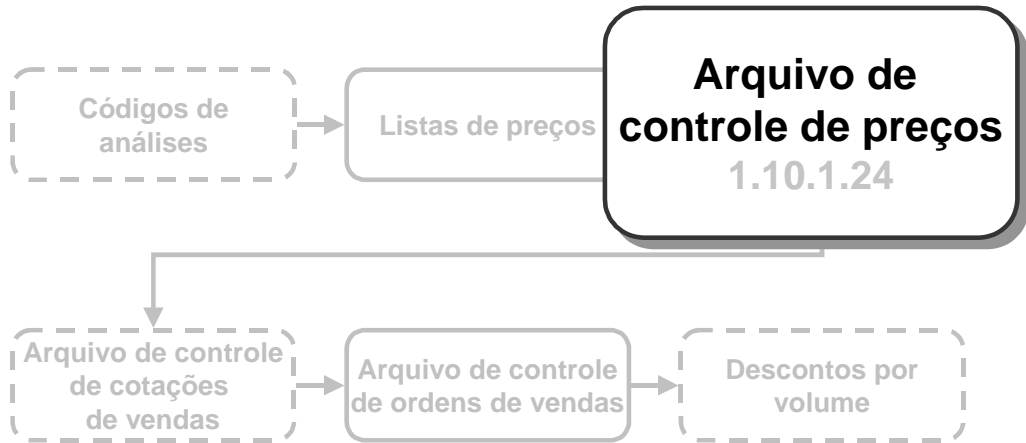 Códigos de
análises
Listas de preços
Arquivo de
controle de preços
1.10.1.24
Arquivo de controle
de cotações
de vendas
Arquivo de controle
de ordens de vendas
Descontos por
volume